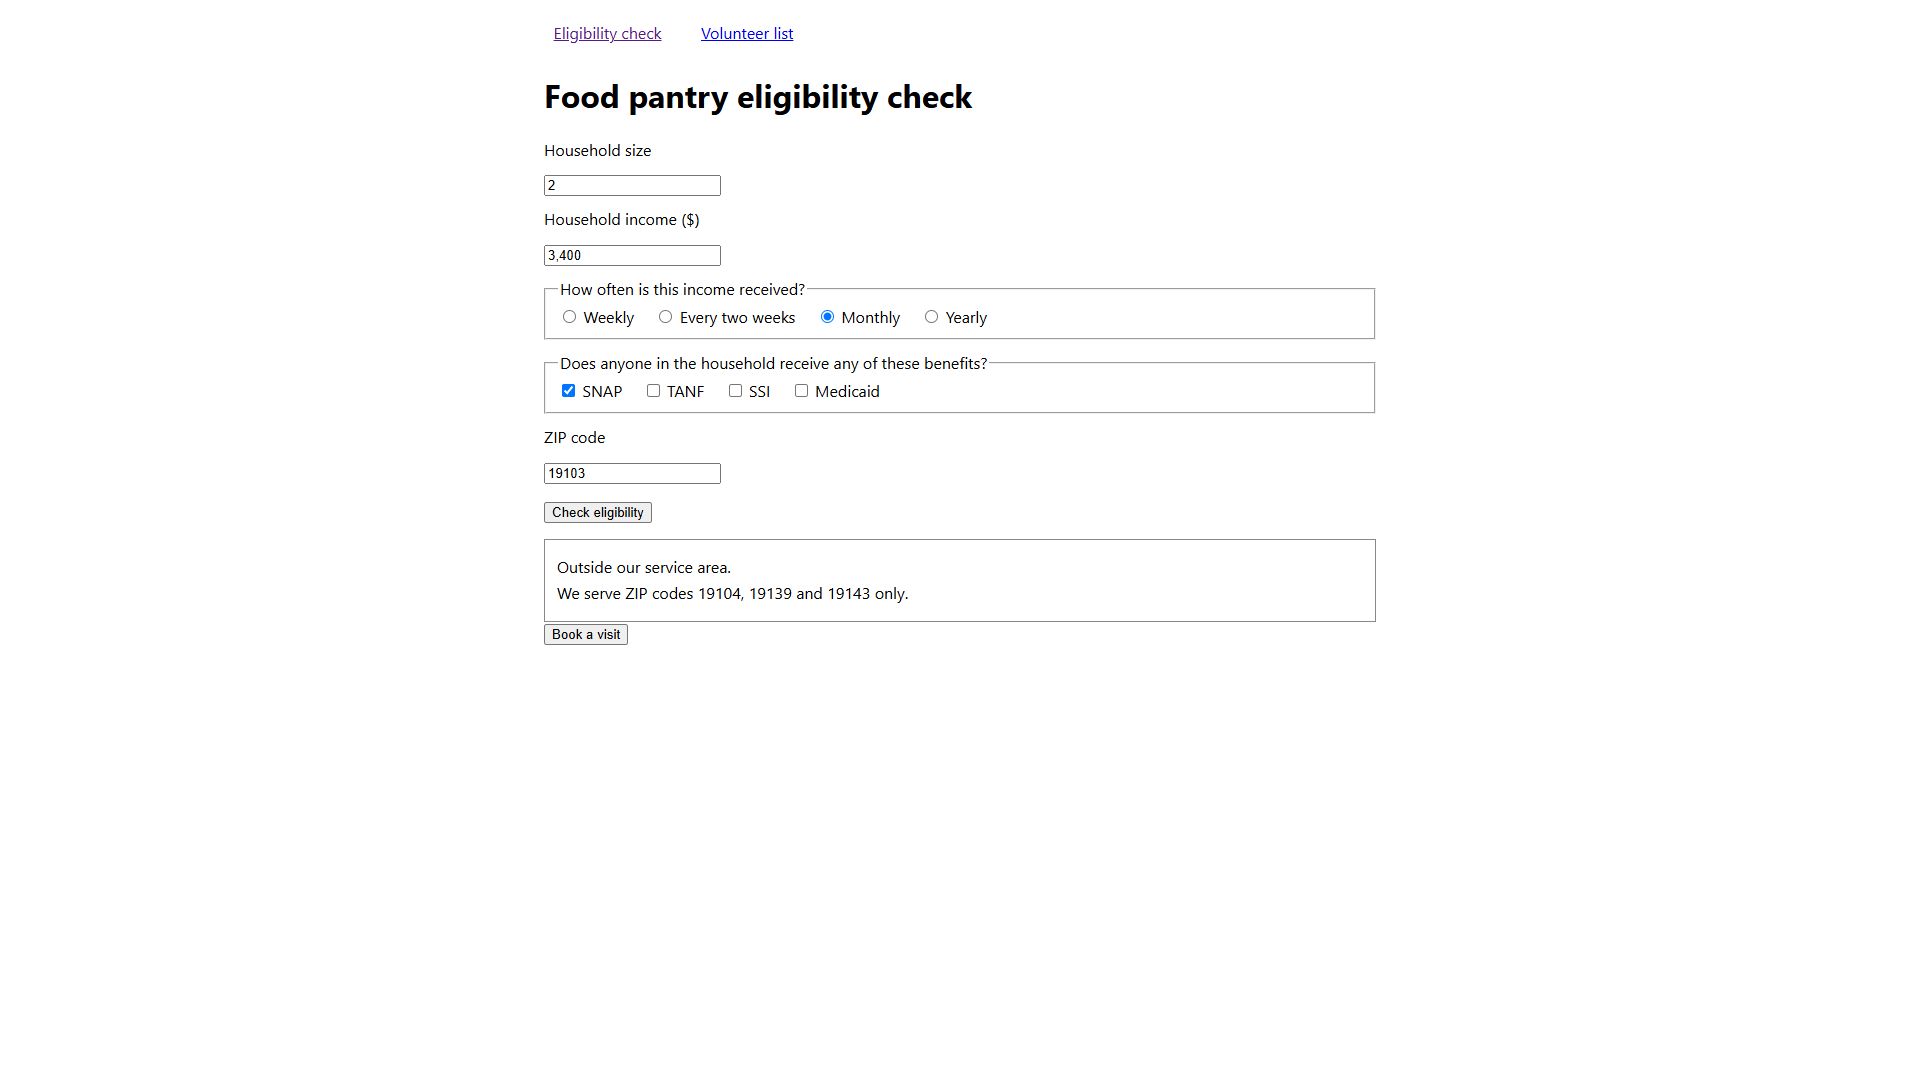 Eligibility check Volunteer list
Food pantry eligibility check
Household size
2
Household income ($)
3,400
How often is this income received?
Weekly Every two weeks Monthly Yearly
Does anyone in the household receive any of these benefits?
SNAP TANF SSI Medicaid
ZIP code
19103
Check eligibility
Outside our service area.
We serve ZIP codes 19104, 19139 and 19143 only.
Book a visit